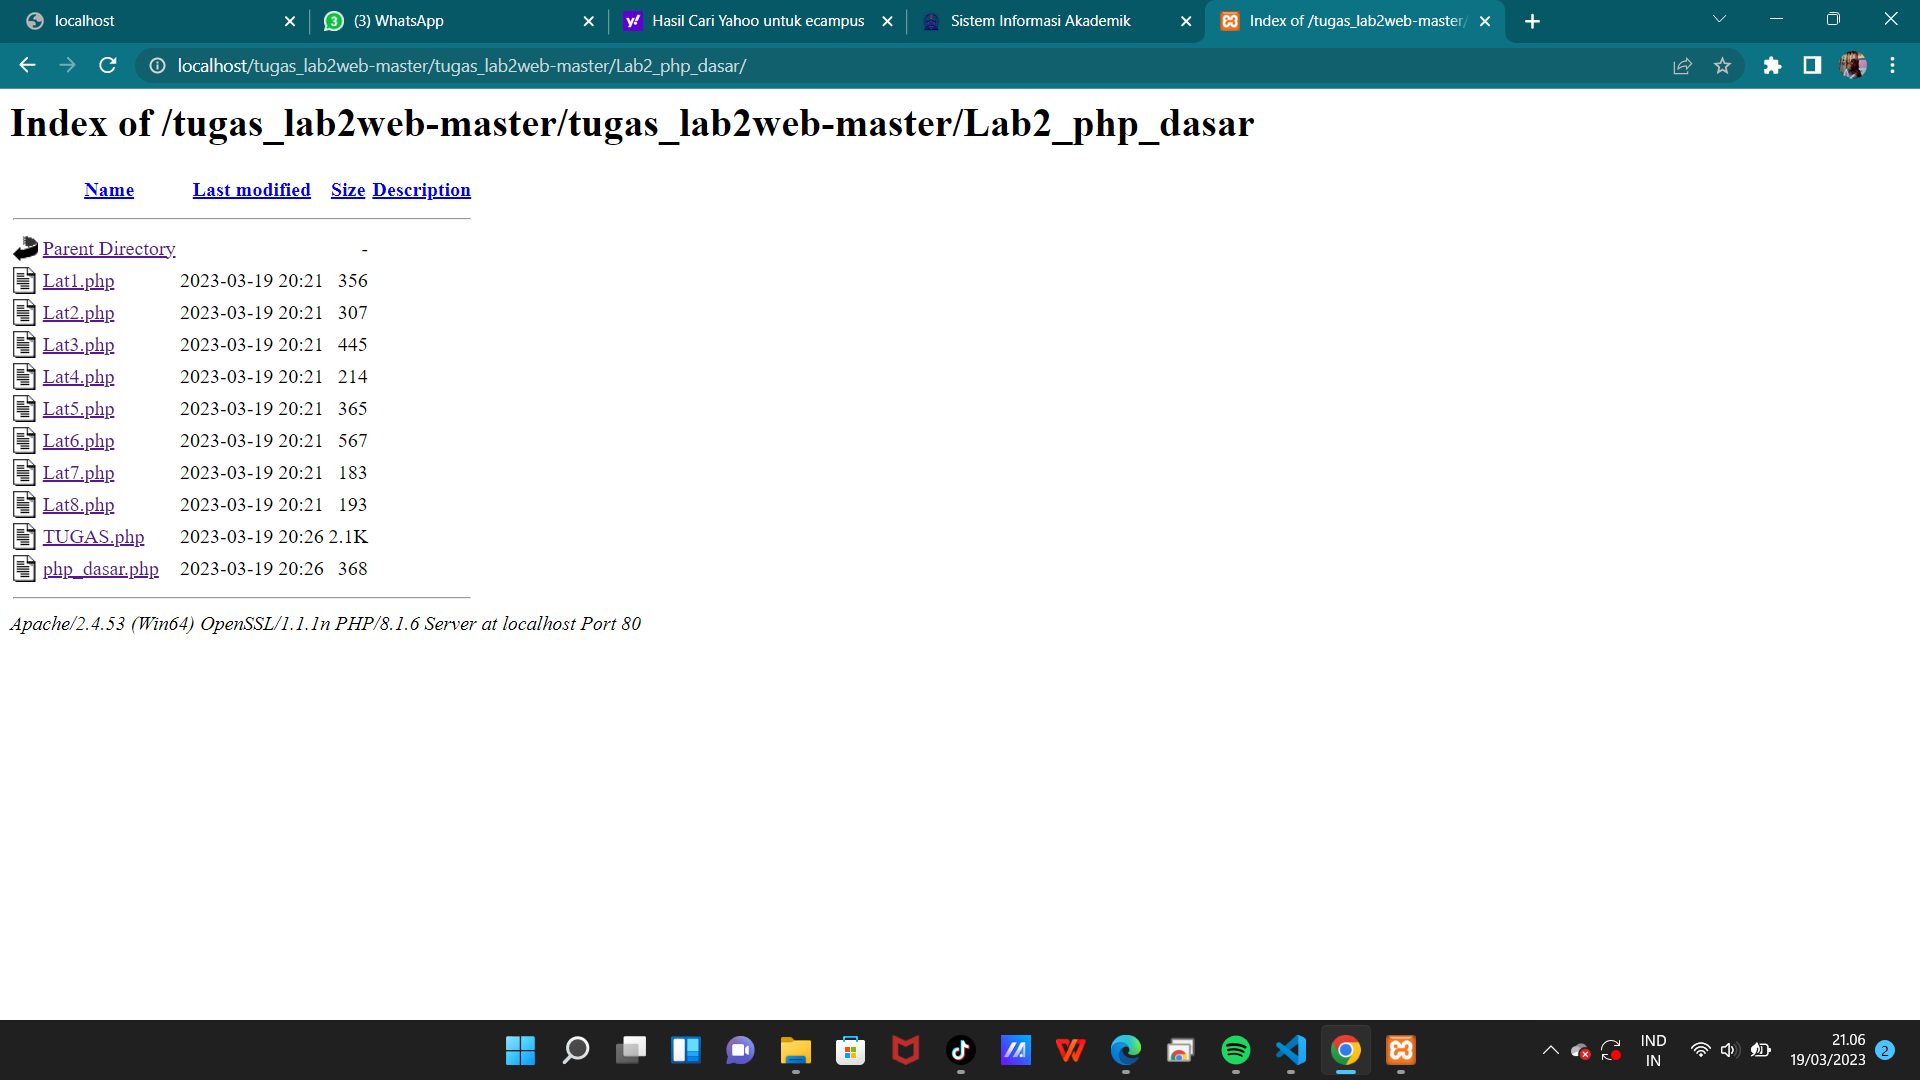 localhost
(3) WhatsApp
Hasil Cari Yahoo untuk ecampus
Sistem Informasi Akademik
Index of /tugas_lab2web-master/
localhost/tugas_lab2web-master/tugas_lab2web-master/Lab2_php_dasar/
Index of /tugas_lab2web-master/tugas_lab2web-master/Lab2_php_dasar
Name Last modified Size Description
Parent Directory -
Lat1.php 2023-03-19 20:21 356
Lat2.php 2023-03-19 20:21 307
Lat3.php 2023-03-19 20:21 445
Lat4.php 2023-03-19 20:21 214
Lat5.php 2023-03-19 20:21 365
Lat6.php 2023-03-19 20:21 567
Lat7.php 2023-03-19 20:21 183
Lat8.php 2023-03-19 20:21 193
TUGAS.php 2023-03-19 20:26 2.1K
php_dasar.php 2023-03-19 20:26 368
Apache/2.4.53 (Win64) OpenSSL/1.1.1n PHP/8.1.6 Server at localhost Port 80
IND
IN
21.06
19/03/2023
2